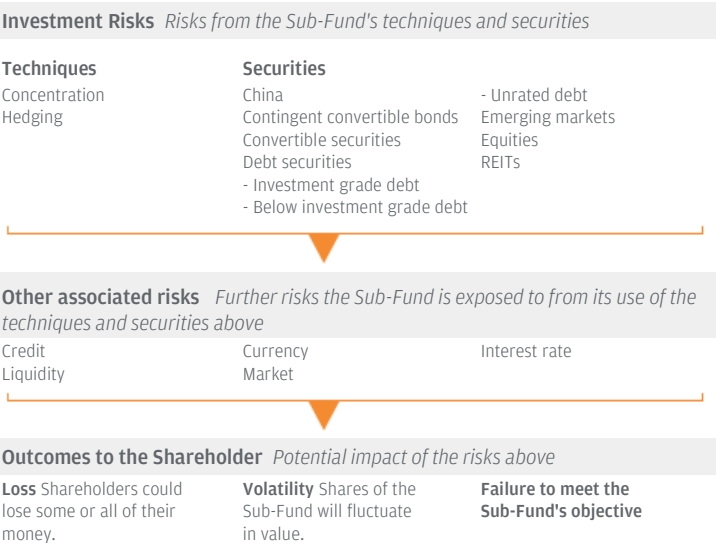 Investment Risks Risks from the Sub-Fund's techniques and securities
Techniques
Concentration
Hedging
Securities
China
Contingent convertible bonds
Convertible securities
Debt securities
- Investment grade debt
- Below investment grade debt
- Unrated debt
Emerging markets
Equities
REITs
Other associated risks Further risks the Sub-Fund is exposed to from its use of the
techniques and securities above
Credit
Liquidity
Currency
Market
Interest rate
Outcomes to the Shareholder Potential impact of the risks above
Loss Shareholders could
lose some or all of their
money.
Volatility Shares of the
Sub-Fund will fluctuate
in value.
Failure to meet the
Sub-Fund's objective